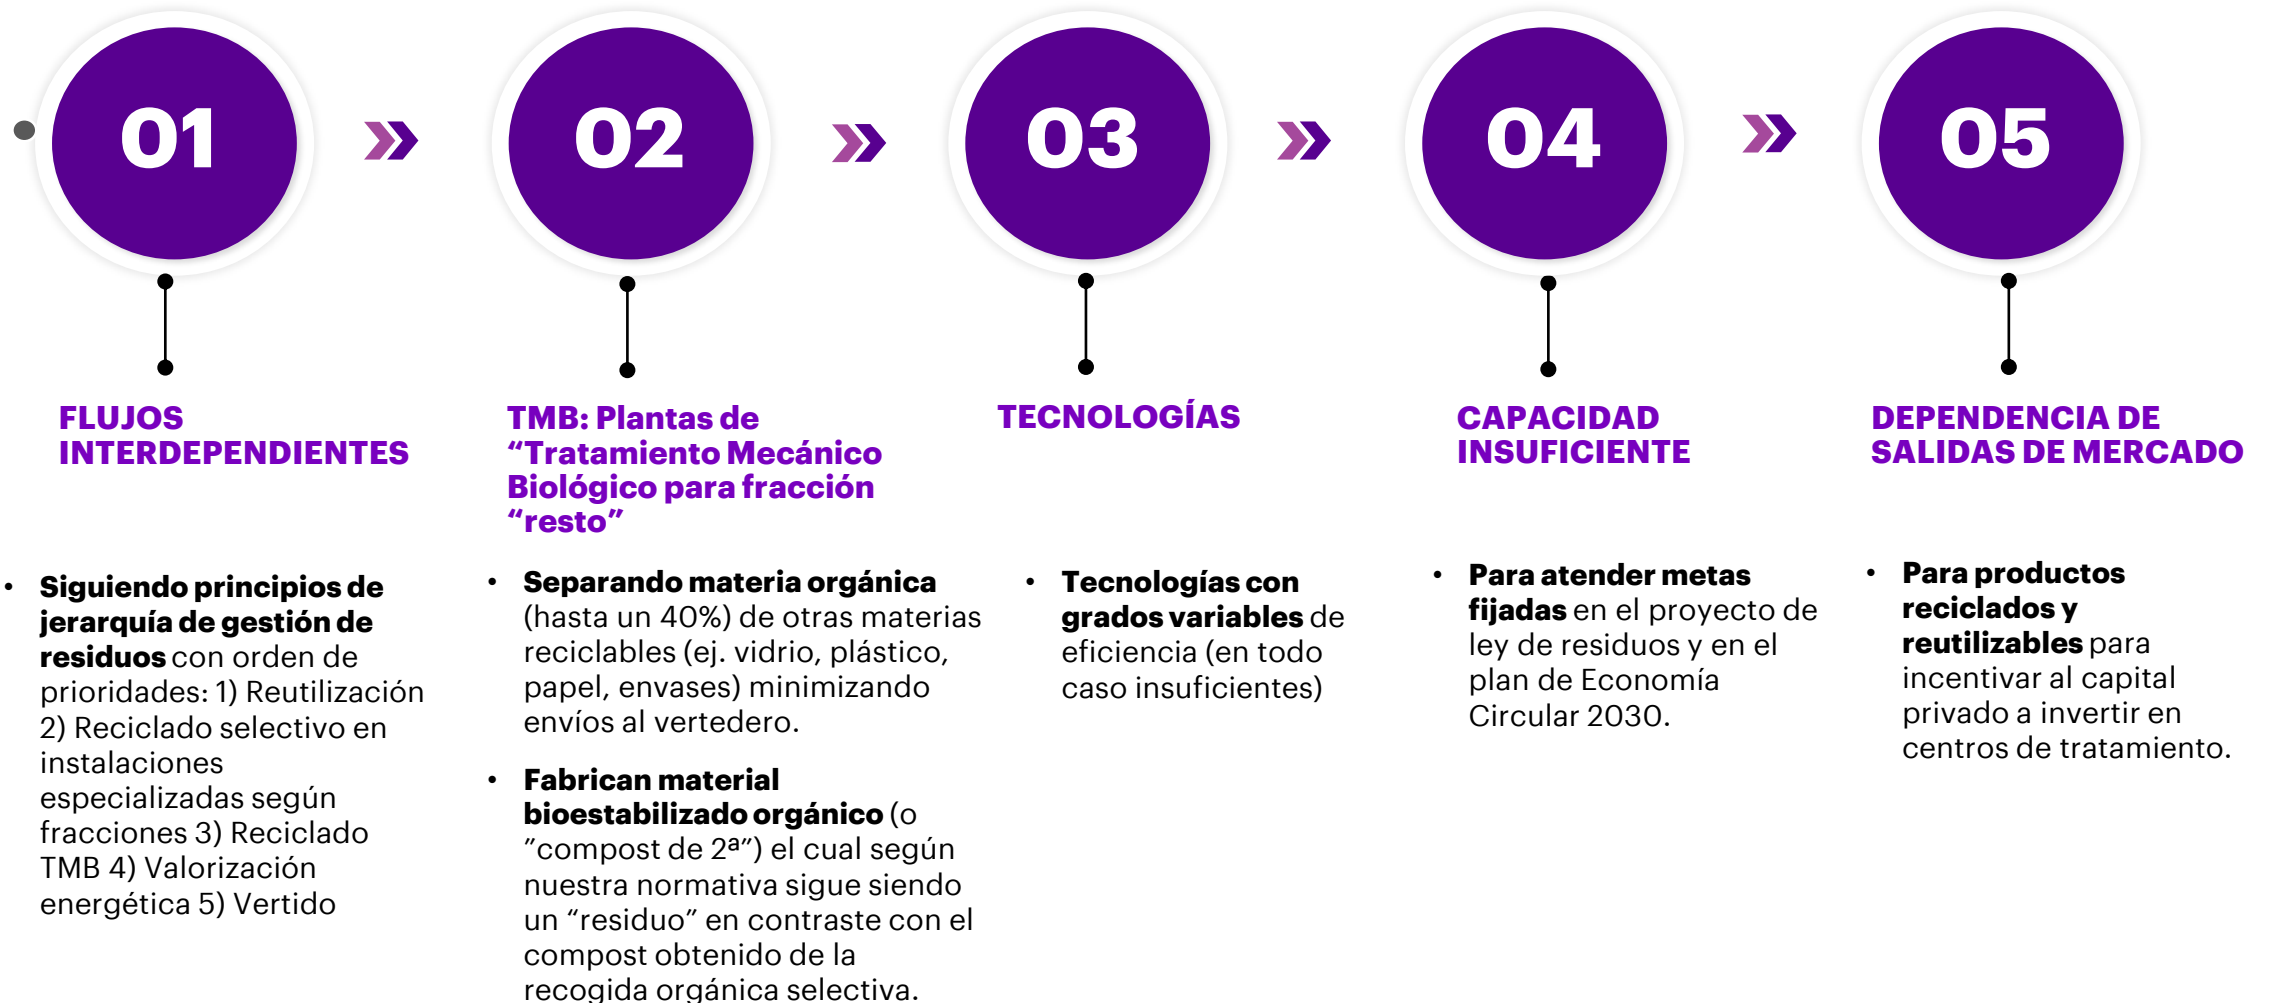 01
FLUJOS
INTERDEPENDIENTES
• Siguiendo principios de
jerarquía de gestión de
residuos con orden de
prioridades: 1) Reutilización
2) Reciclado selectivo en
instalaciones
especializadas según
fracciones 3) Reciclado
TMB 4) Valorización
energética 5) Vertido
02
TMB: Plantas de
“Tratamiento Mecánico
Biológico para fracción
“resto”
• Separando materia orgánica
(hasta un 40%) de otras materias
reciclables (ej. vidrio, plástico,
papel, envases) minimizando
envíos al vertedero.
• Fabrican material
bioestabilizado orgánico (o
”compost de 2ª”) el cual según
nuestra normativa sigue siendo
un “residuo” en contraste con el
compost obtenido de la
recogida orgánica selectiva.
03
TECNOLOGÍAS
• Tecnologías con
grados variables de
eficiencia (en todo
caso insuficientes)
04
CAPACIDAD
INSUFICIENTE
• Para atender metas
fijadas en el proyecto de
ley de residuos y en el
plan de Economía
Circular 2030.
05
DEPENDENCIA DE
SALIDAS DE MERCADO
• Para productos
reciclados y
reutilizables para
incentivar al capital
privado a invertir en
centros de tratamiento.